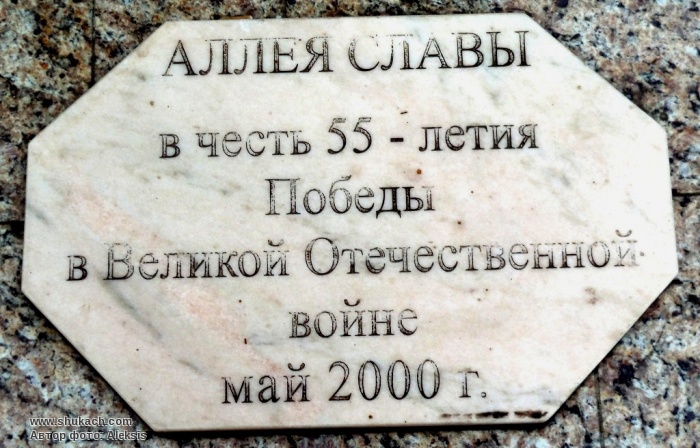 АЛЛЕЯ СЛАВЫ
в честь 55 - летия
Победы
в Великой Отечественной
войне
май 2000 г.
www.shukach.com
Автор фото: Aleksis